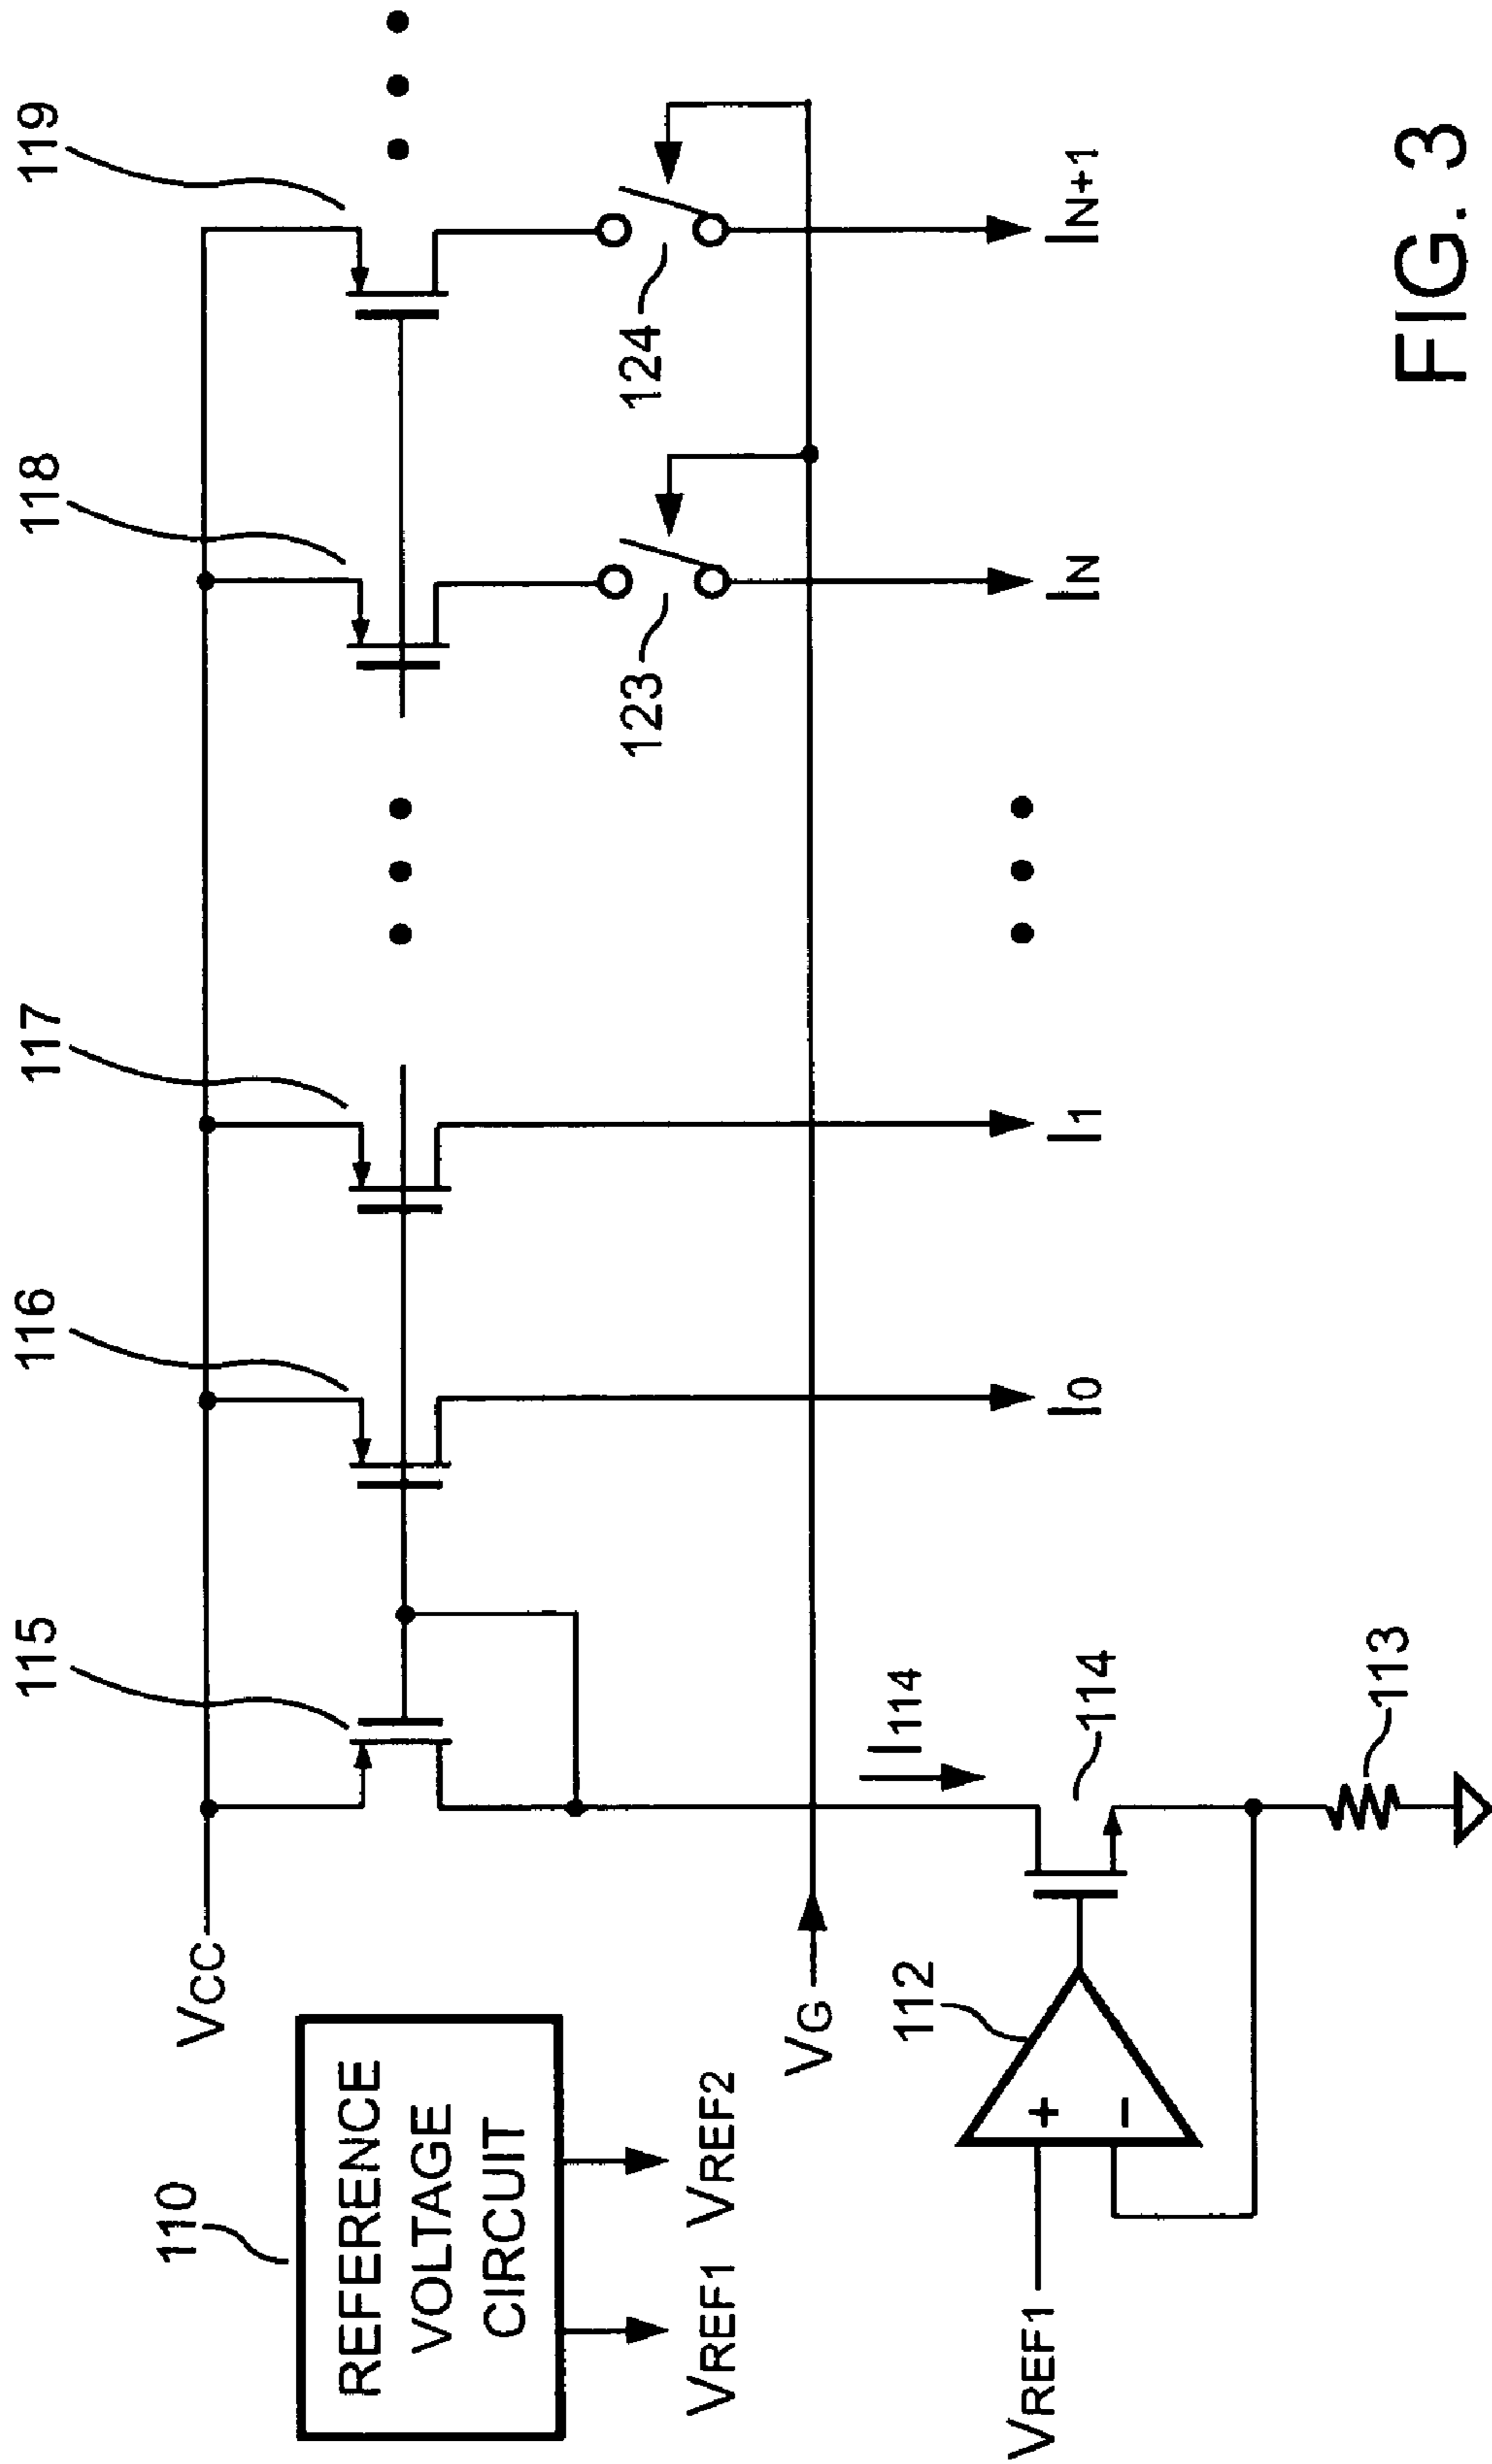 115
116
117
118
119
VCC
110
REFERENCE
VOLTAGE
CIRCUIT
VREF1
VREF2
123
124
VG
I114
I0
I1
IN
IN+1
112
+
-
VREF1
114
113
FIG. 3